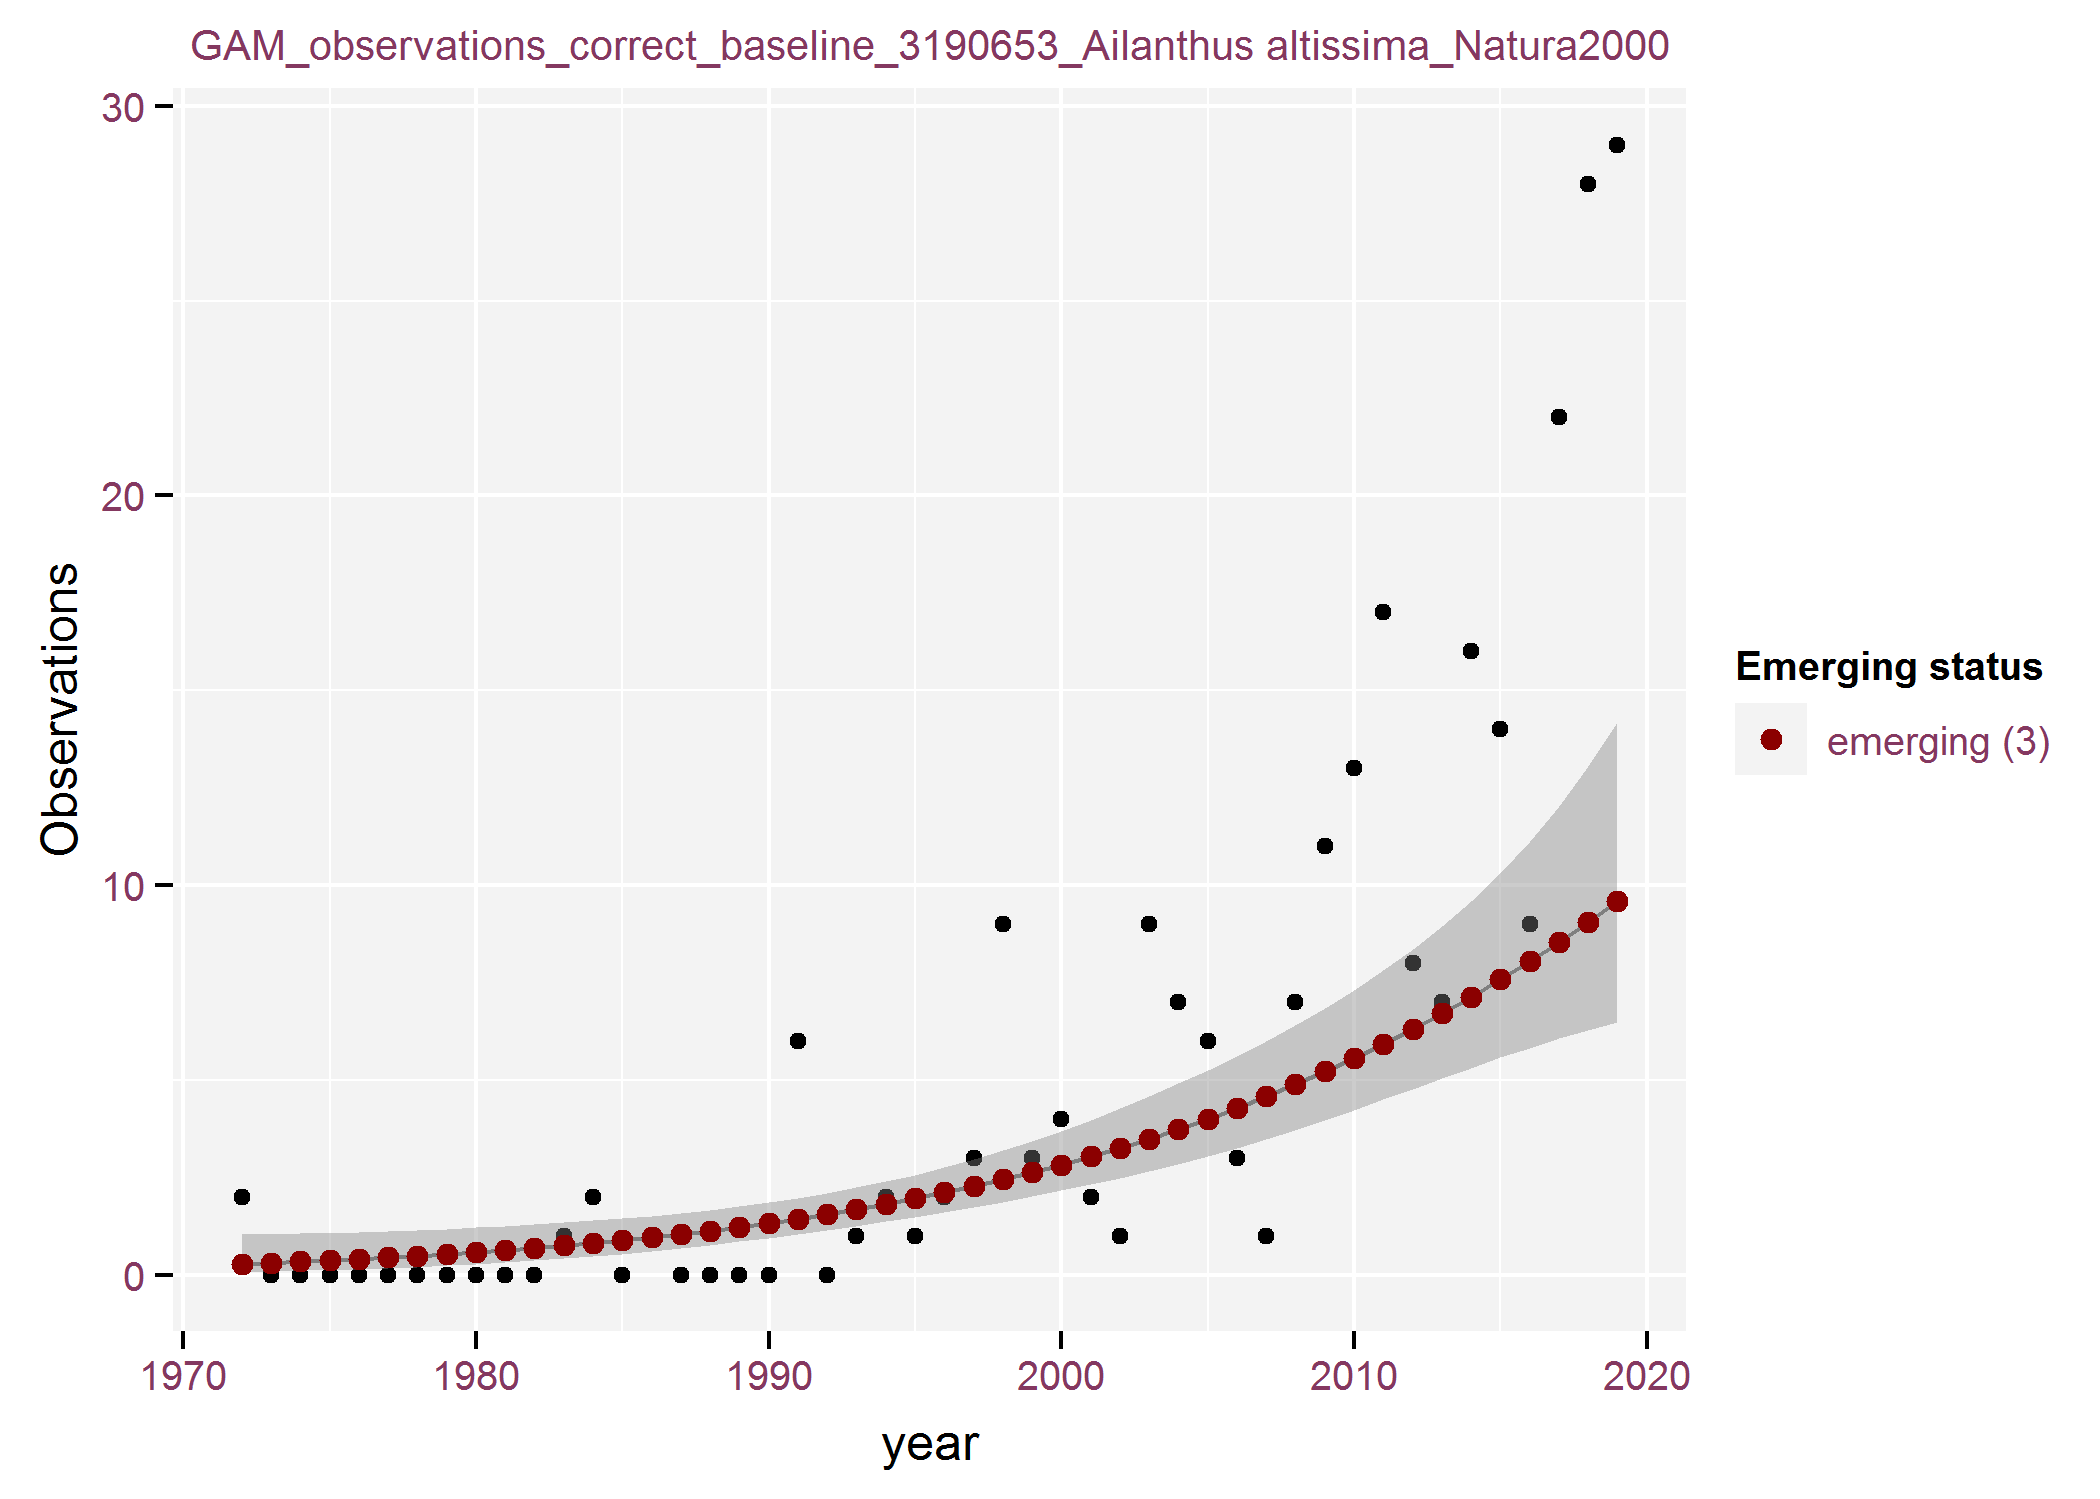 GAM_observations_correct_baseline_3190653_Ailanthus altissima_Natura2000
30
20
10
0
Observations
1970 1980 1990 2000 2010 2020
year
Emerging status
emerging (3)